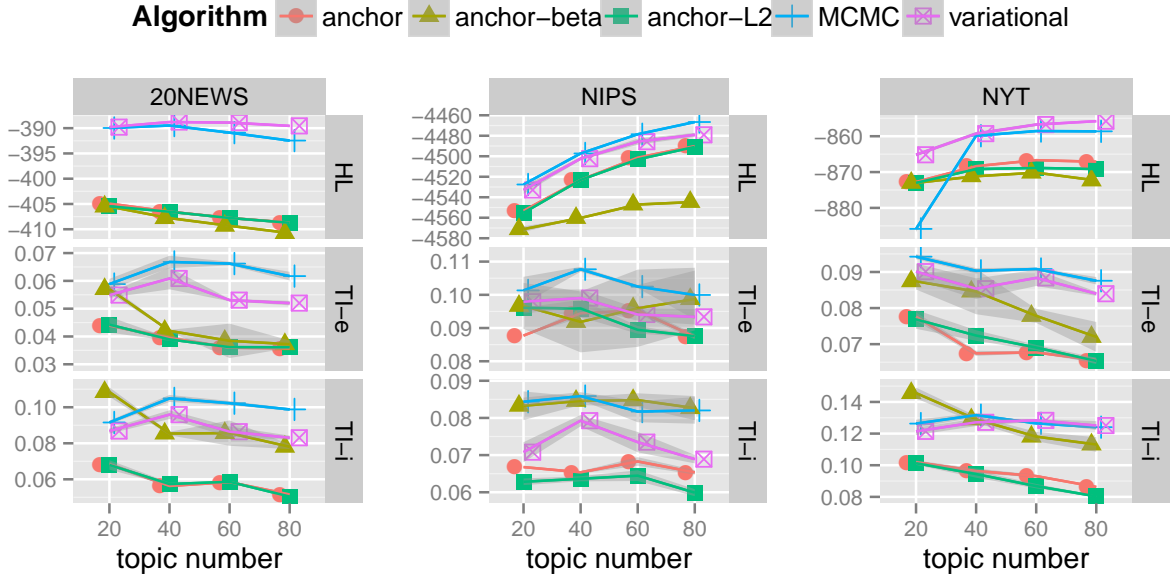 Algorithm anchor anchor−beta anchor−L2 MCMC variational
20NEWS NIPS NYT
−390 −395 −400 −405 −410 HL
−4460 −4480 −4500 −4520 −4540 −4560 −4580 HL
−860 −870 −880 HL
0.07 0.06 0.05 0.04 0.03 TI−e
0.11 0.10 0.09 0.08 TI−e
0.09 0.08 0.07 TI−e
0.10 0.08 0.06 TI−i
0.09 0.08 0.07 0.06 TI−i
0.14 0.12 0.10 0.08 TI−i
20 40 60 80 20 40 60 80 20 40 60 80
topic number topic number topic number